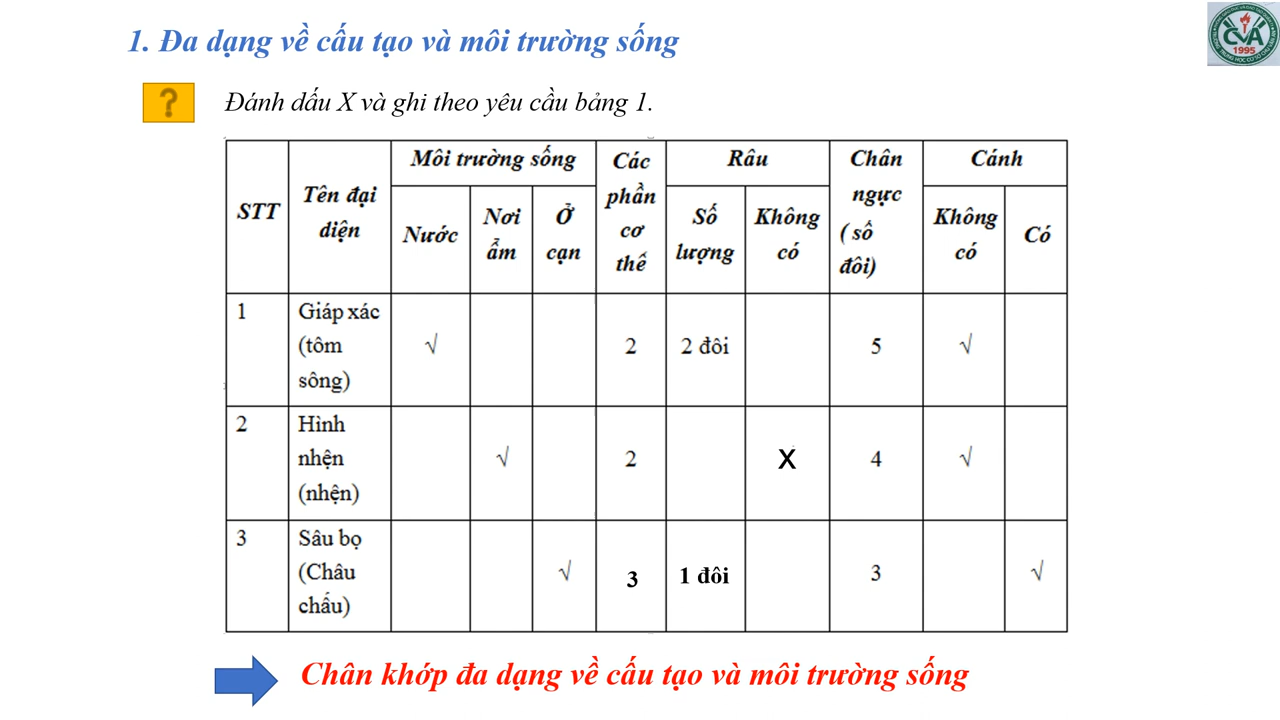 1. Đa dạng về cấu tạo và môi trường sống
CVA
1995
?
Đánh dấu X và ghi theo yêu cầu bảng 1.
STT
Tên đại
diện
Môi trường sống
Nước
Nơi
ẩm
Ở
cạn
Các
phần
cơ
thể
Râu
Số
lượng
Không
có
Chân
ngực
( số
đôi)
Cánh
Không
có
Có
1
Giáp xác
(tôm
sông)
√
2
2 đôi
5
√
2
Hình
nhện
(nhện)
√
2
X
4
√
3
Sâu bọ
(Châu
chấu)
√
3
1 đôi
3
√
Chân khớp đa dạng về cấu tạo và môi trường sống